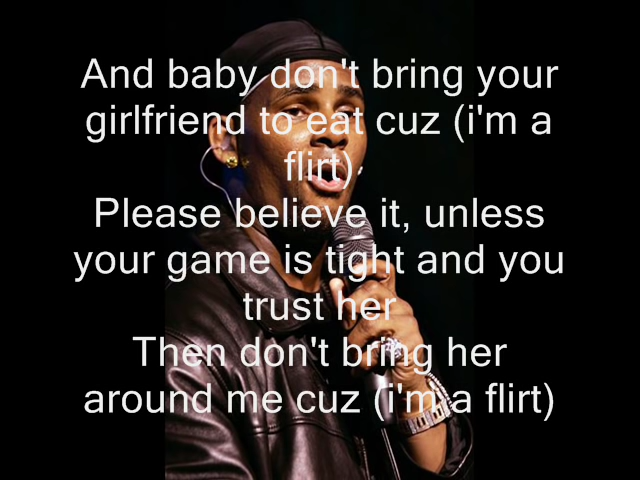 And baby don't bring your
girlfriend to eat cuz (i'm a
flirt)
Please believe it, unless
your game is tight and you
trust her
Then don't bring her
around me cuz (i'm a flirt)